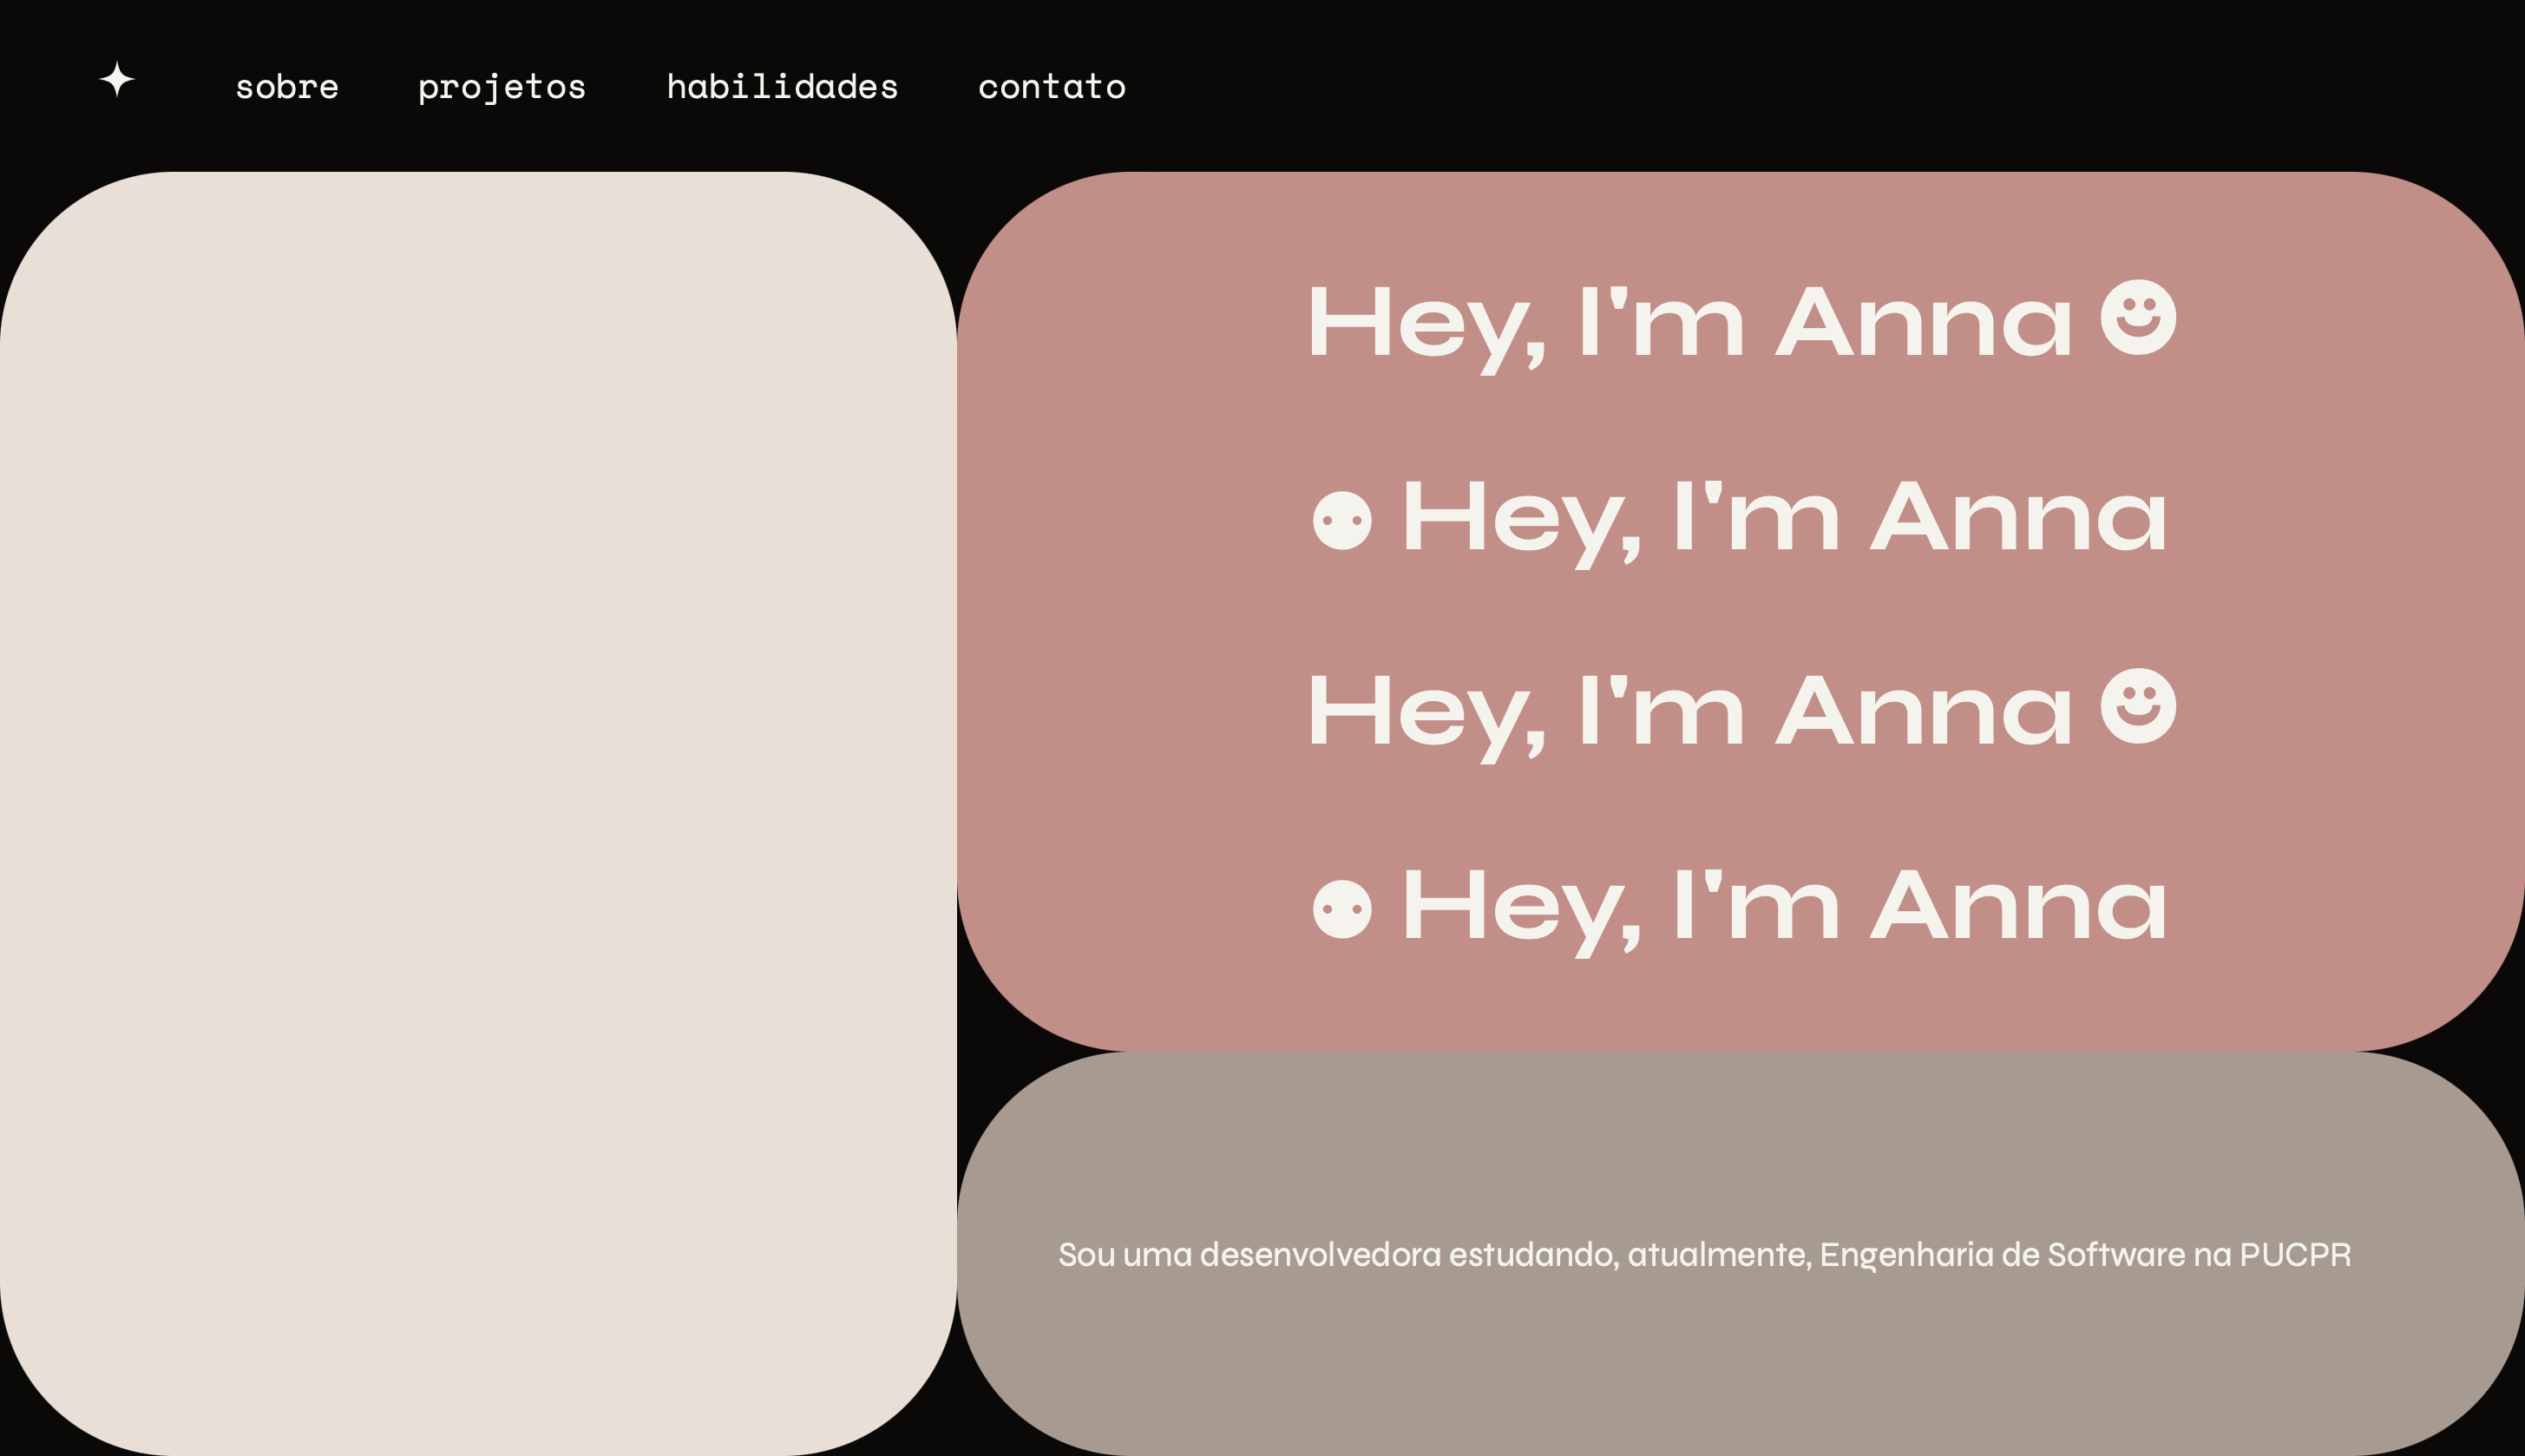 sobre projetos habilidades contato
Hey, I'm Anna
Hey, I'm Anna
Hey, I'm Anna
Hey, I'm Anna
Sou uma desenvolvedora estudando, atualmente, Engenharia de Software na PUCPR